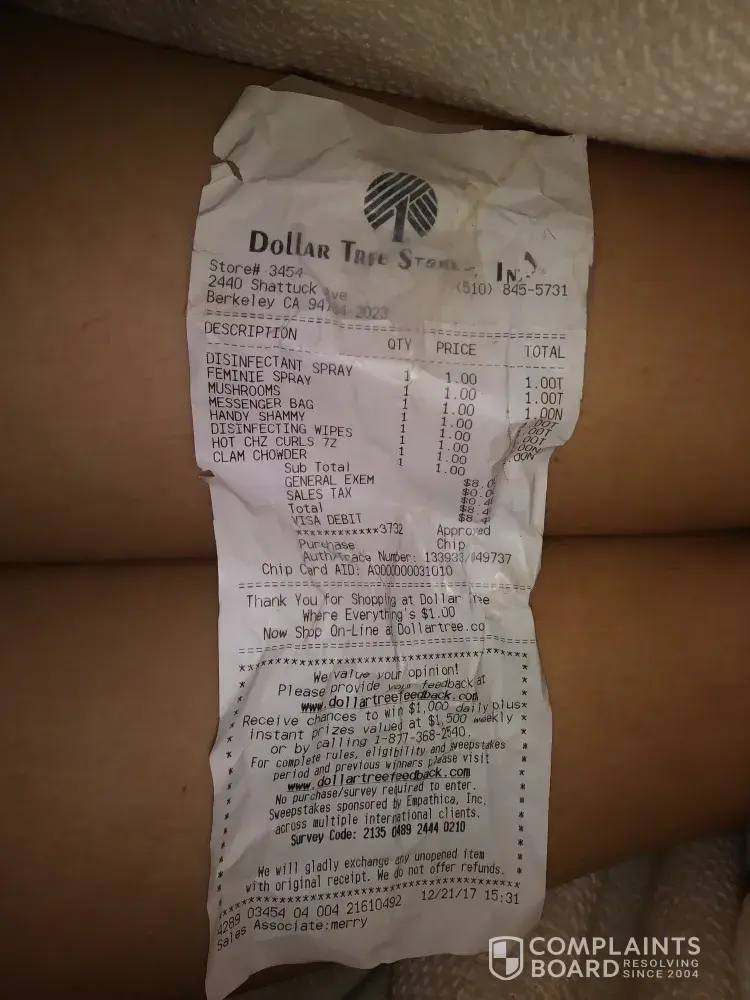 1
Dollar Tree
Store# 3454
2440 Shattuck
(510) 845-5731
Berkeley CA
2023
DESCRIPTION QTY PRICE TOTAL
DISINFECTANT SPRAY 1 1.00 1.00T
FEMINIE SPRAY 1 1.00 1.00T
MUSHROOMS 1 1.00 1.00N
MESSENGER BAG 1 1.00
HANDY SHAMMY 1 1.00
DISINFECTING WIPES 1 1.00
HOT CHZ CURLS 7Z 1 1.00
CLAM CHOWDER 1 1.00
Sub Total
GENERAL EXEM
SALES TAX
Total
VISA DEBIT
************3732 Approved
Purchase Chip
Auth/Trace Number:
Chip Card AID: A0000000031010
Thank You for Shopping at Dollar
Where Everything's $1.00
Now Shop On-Line
We value your opinion!
Please provide your feedback at
www.dollartreefeedback.com
Receive chances to win $1,000 daily plus
instant prizes valued at $1,500 weekly
or by calling 1-877-368-2540.
For complete rules, eligibility and sweepstakes
period and previous winners please visit
www.dollartreefeedback.com
No purchase/survey required to enter.
Sweepstakes sponsored by Empathica, Inc.
across multiple international clients.
Survey Code: 2135 0489 2444 0210
We will gladly exchange any unopened item
with original receipt. We do not offer refunds.
4289 03454 04 004 21610492 12/21/17 15:31
Sales Associate:merry
COMPLAINTS
BOARD RESOLVING
SINCE 2004